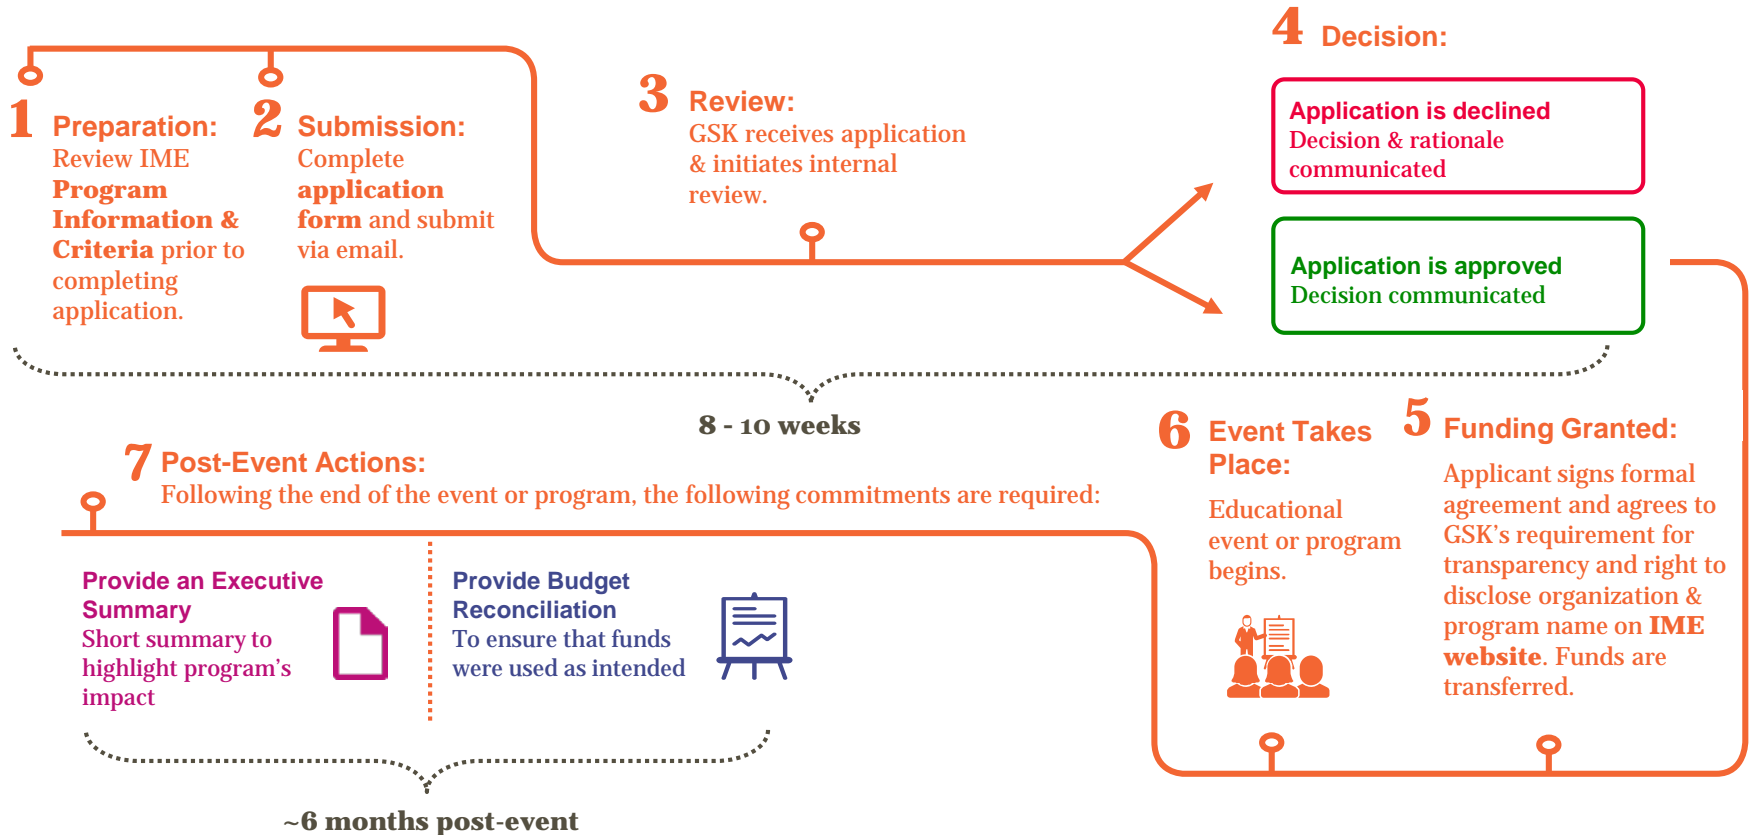 1 Preparation:
Review IME
Program
Information &
Criteria prior to
completing
application.
2 Submission:
Complete
application
form and submit
via email.
3 Review:
GSK receives application
& initiates internal
review.
4 Decision:
Application is declined
Decision & rationale
communicated
Application is approved
Decision communicated
8 - 10 weeks
5 Funding Granted:
Applicant signs formal
agreement and agrees to
GSK’s requirement for
transparency and right to
disclose organization &
program name on IME
website. Funds are
transferred.
6 Event Takes
Place:
Educational
event or program
begins.
7 Post-Event Actions:
Following the end of the event or program, the following commitments are required:
Provide an Executive
Summary
Short summary to
highlight program’s
impact
Provide Budget
Reconciliation
To ensure that funds
were used as intended
~6 months post-event